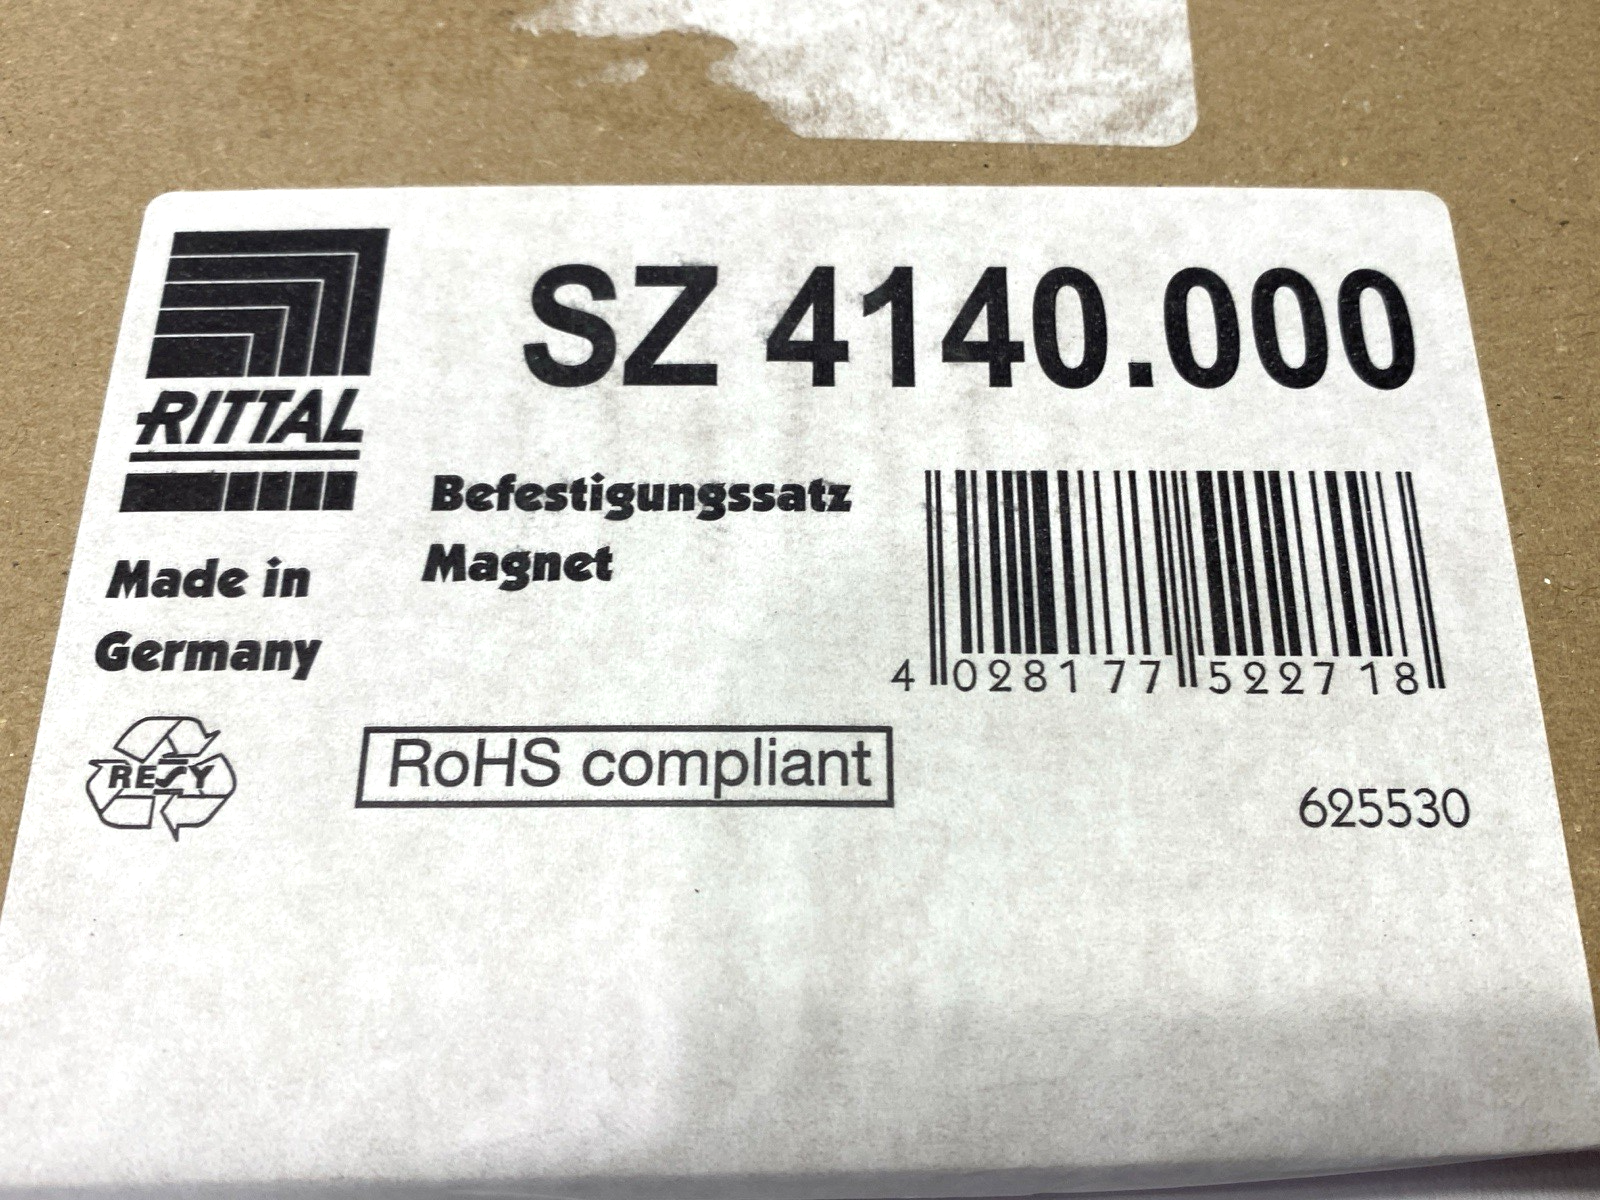 SZ 4140.000
RITTAL
Befestigungssatz
Magnet
Made in
Germany
4 028177 522718
RESY
RoHS compliant
625530